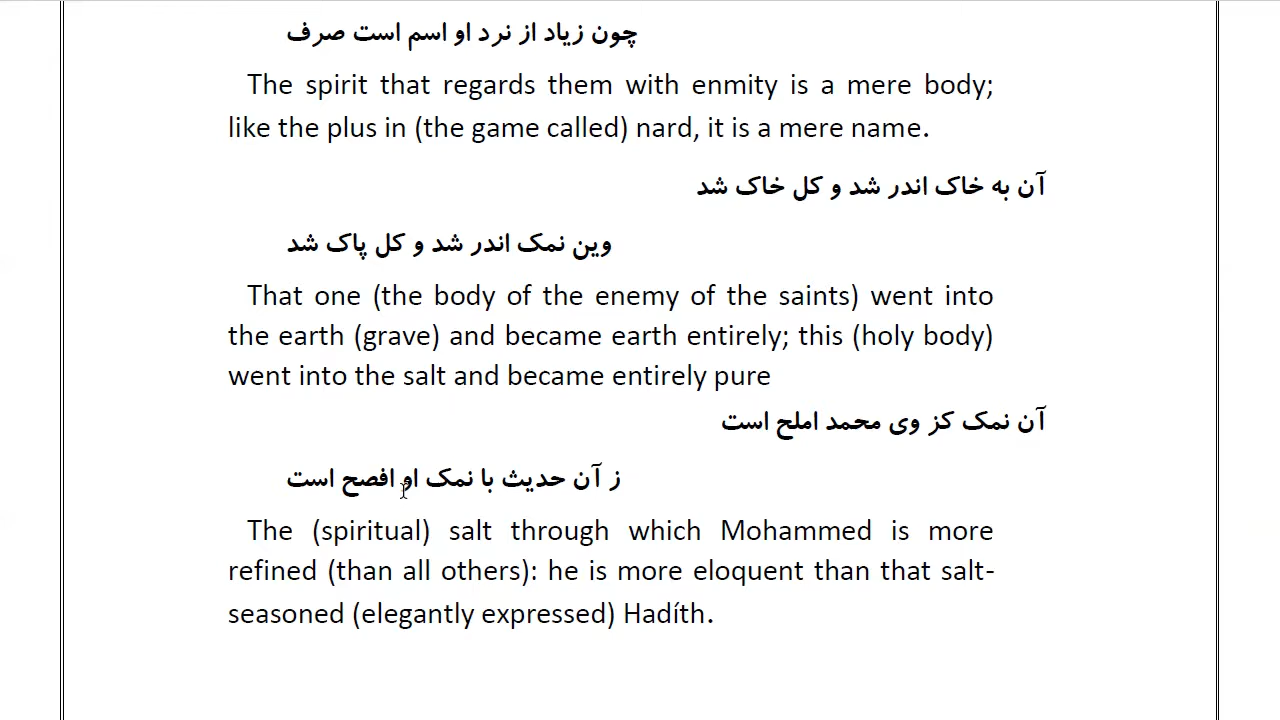 چون زیاد از نرد او اسم است صرف
The spirit that regards them with enmity is a mere body;
like the plus in (the game called) nard, it is a mere name.
آن به خاک اندر شد و کل خاک شد
وین نمک اندر شد و کل پاک شد
That one (the body of the enemy of the saints) went into
the earth (grave) and became earth entirely; this (holy body)
went into the salt and became entirely pure
آن نمک کز وی محمد املح است
ز آن حدیث با نمک او افصح است
The (spiritual) salt through which Mohammed is more
refined (than all others): he is more eloquent than that salt-
seasoned (elegantly expressed) Hadíth.